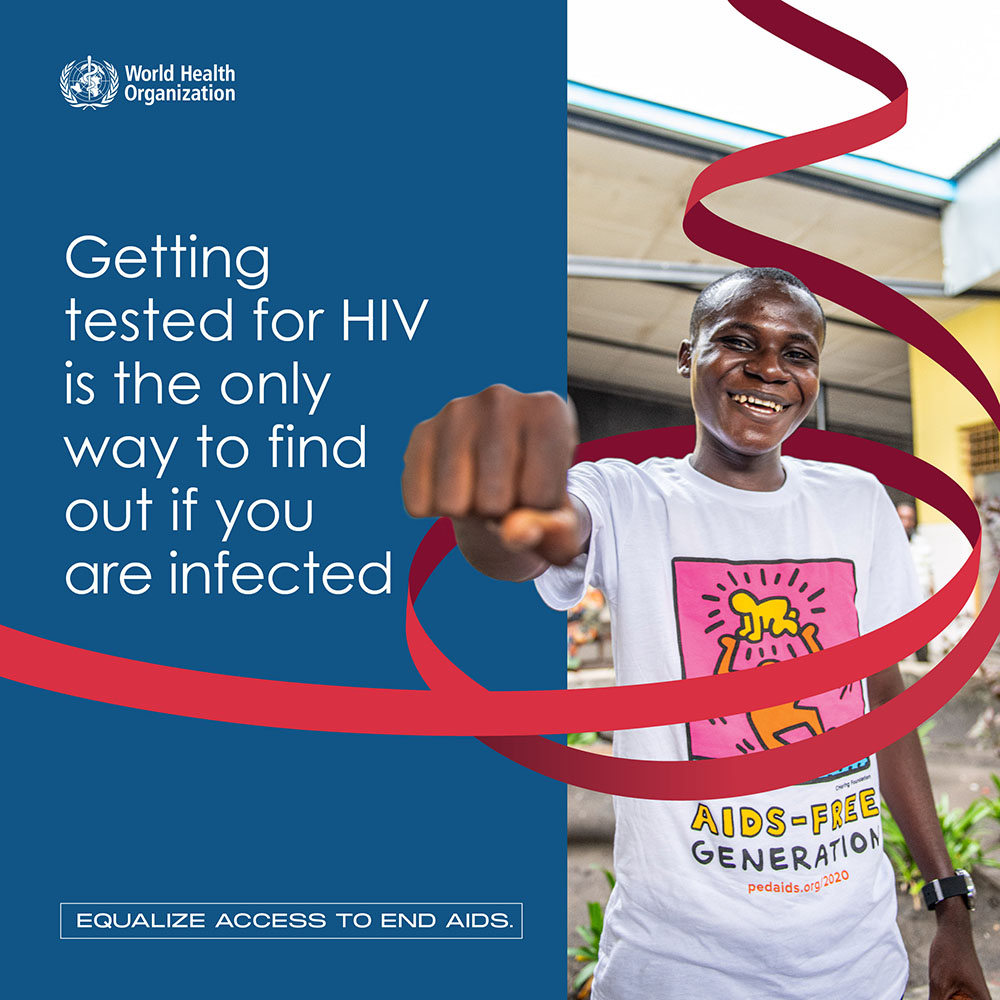 World Health
Organization
Getting
tested for HIV
is the only
way to find
out if you
are infected
EQUALIZE ACCESS TO END AIDS.
AIDS-FREE
GENERATION
pedaids.org/2020